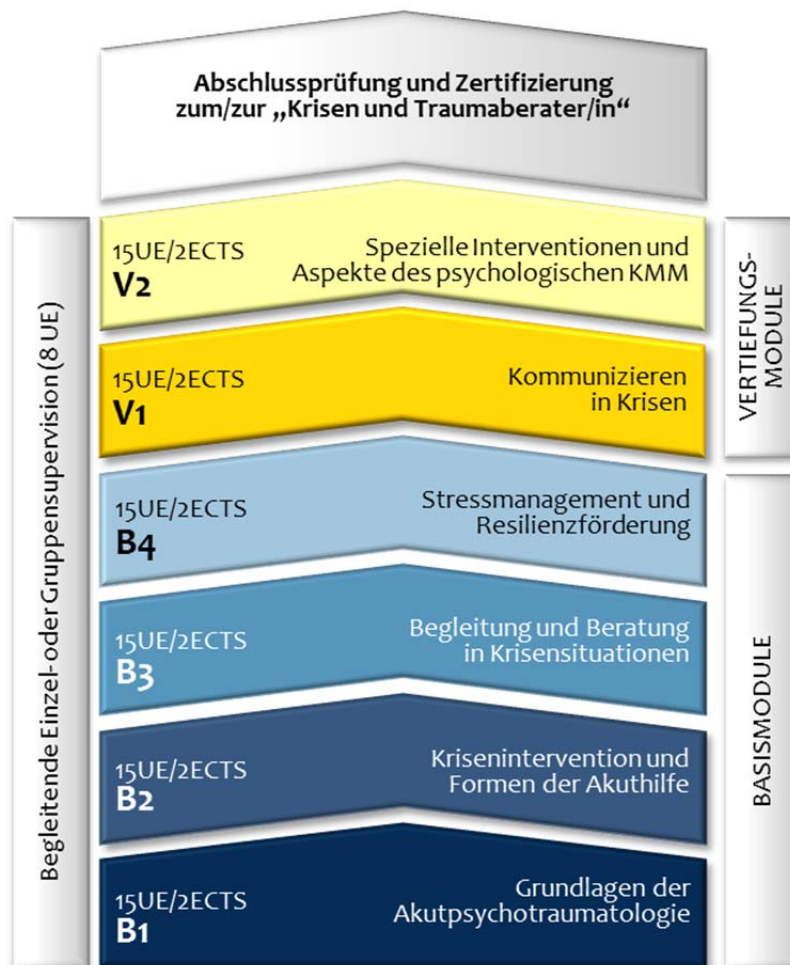 Abschlussprüfung und Zertifizierung
zum/zur „Krisen und Traumaberater/in“
15UE/2ECTS
V2
Spezielle Interventionen und
Aspekte des psychologischen KMM
15UE/2ECTS
V1
Kommunizieren
in Krisen
15UE/2ECTS
B4
Stressmanagement und
Resilienzförderung
15UE/2ECTS
B3
Begleitung und Beratung
in Krisensituationen
15UE/2ECTS
B2
Krisenintervention und
Formen der Akuthilfe
15UE/2ECTS
B1
Grundlagen der
Akutpsychotraumatologie
Begleitende Einzel- oder Gruppensupervision (8 UE)
VERTIEFUNGS-
MODULE
BASISMODULE